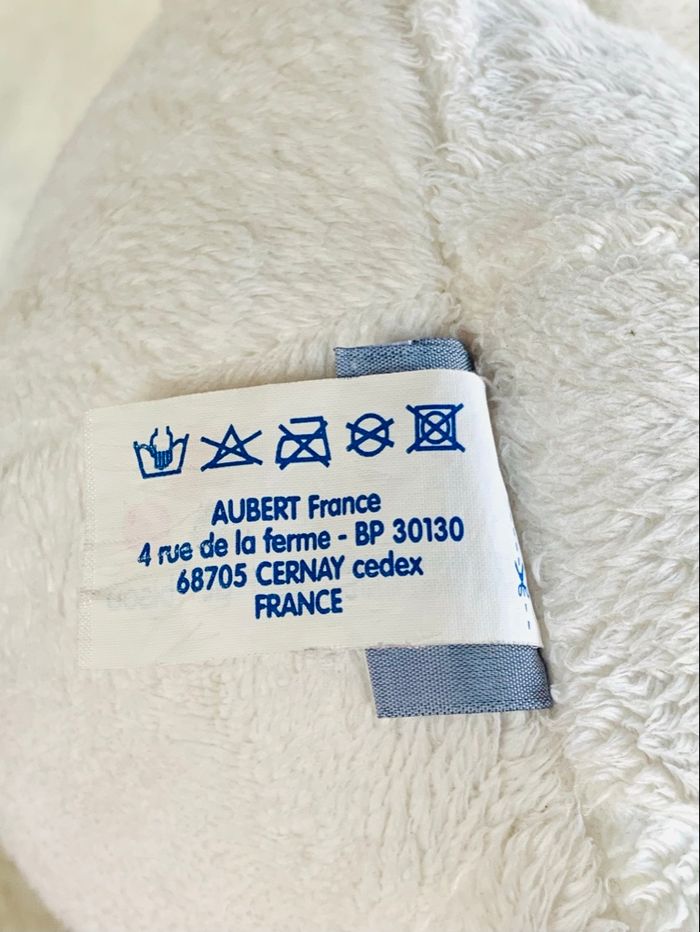 AUBERT France
4 rue de la ferme - BP 30130
68705 CERNAY cedex
FRANCE